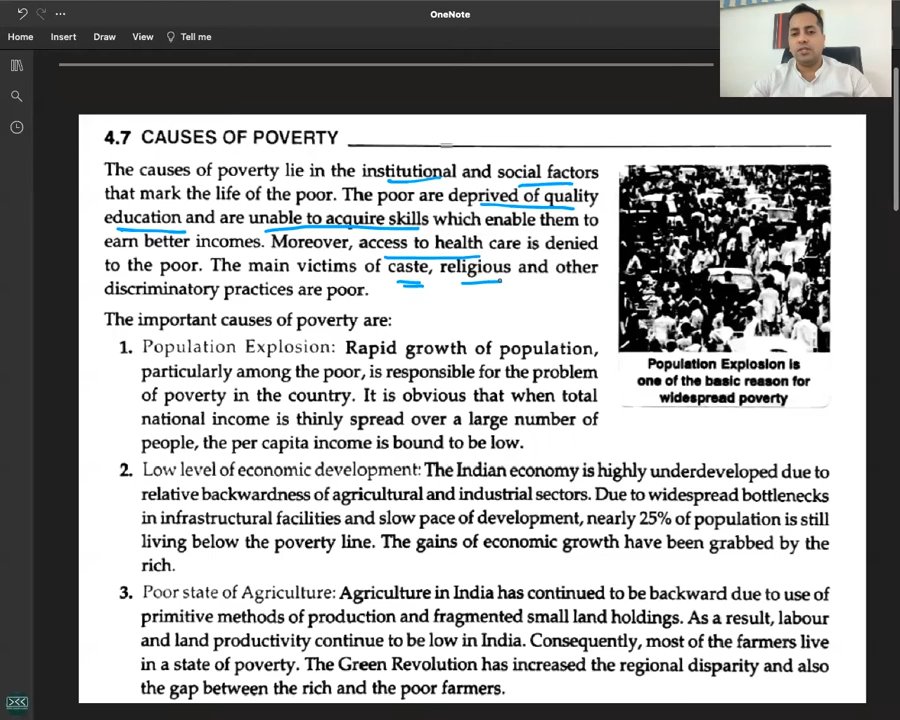 OneNote
Home Insert Draw View Tell me
4.7 CAUSES OF POVERTY
The causes of poverty lie in the institutional and social factors
that mark the life of the poor. The poor are deprived of quality
education and are unable to acquire skills which enable them to
earn better incomes. Moreover, access to health care is denied
to the poor. The main victims of caste, religious and other
discriminatory practices are poor.
Population Explosion is
one of the basic reason for
widespread poverty
The important causes of poverty are:
1. Population Explosion: Rapid growth of population,
particularly among the poor, is responsible for the problem
of poverty in the country. It is obvious that when total
national income is thinly spread over a large number of
people, the per capita income is bound to be low.
2. Low level of economic development: The Indian economy is highly underdeveloped due to
relative backwardness of agricultural and industrial sectors. Due to widespread bottlenecks
in infrastructural facilities and slow pace of development, nearly 25% of population is still
living below the poverty line. The gains of economic growth have been grabbed by the
rich.
3. Poor state of Agriculture: Agriculture in India has continued to be backward due to use of
primitive methods of production and fragmented small land holdings. As a result, labour
and land productivity continue to be low in India. Consequently, most of the farmers live
in a state of poverty. The Green Revolution has increased the regional disparity and also
the gap between the rich and the poor farmers.